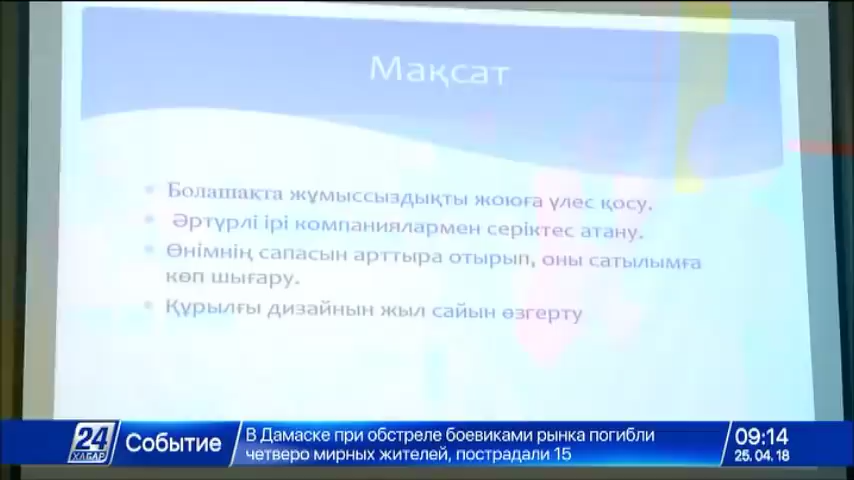 Мақсат
Болашакта жұмыссыздықты жоюға үлес қосу.
Әртүрлі ірі компаниялармен серіктес атану.
Өнімнің сапасын арттыра отырып, оны сатылымға
көп шығару.
Құрылғы дизайнын жыл сайын өзгерту
24
ХАБАР
Событие
В Дамаске при обстреле боевиками рынка погибли
четверо мирных жителей, пострадали 15
09:14
25.04.18